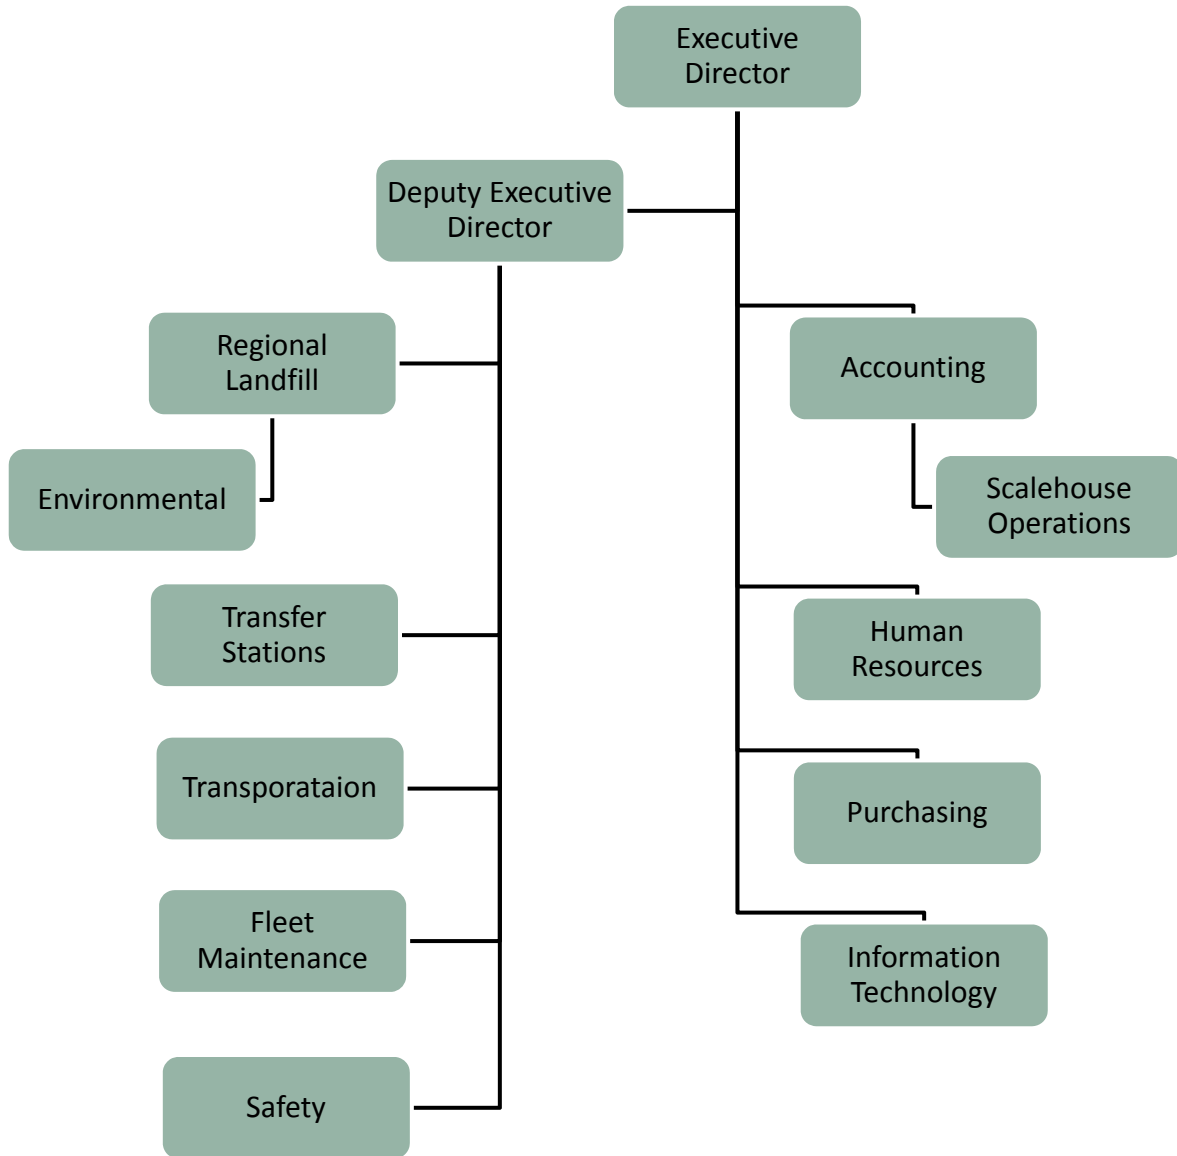 Executive
Director
Deputy Executive
Director
Regional
Landfill
Accounting
Environmental
Scalehouse
Operations
Transfer
Stations
Human
Resources
Transporataion
Purchasing
Fleet
Maintenance
Information
Technology
Safety